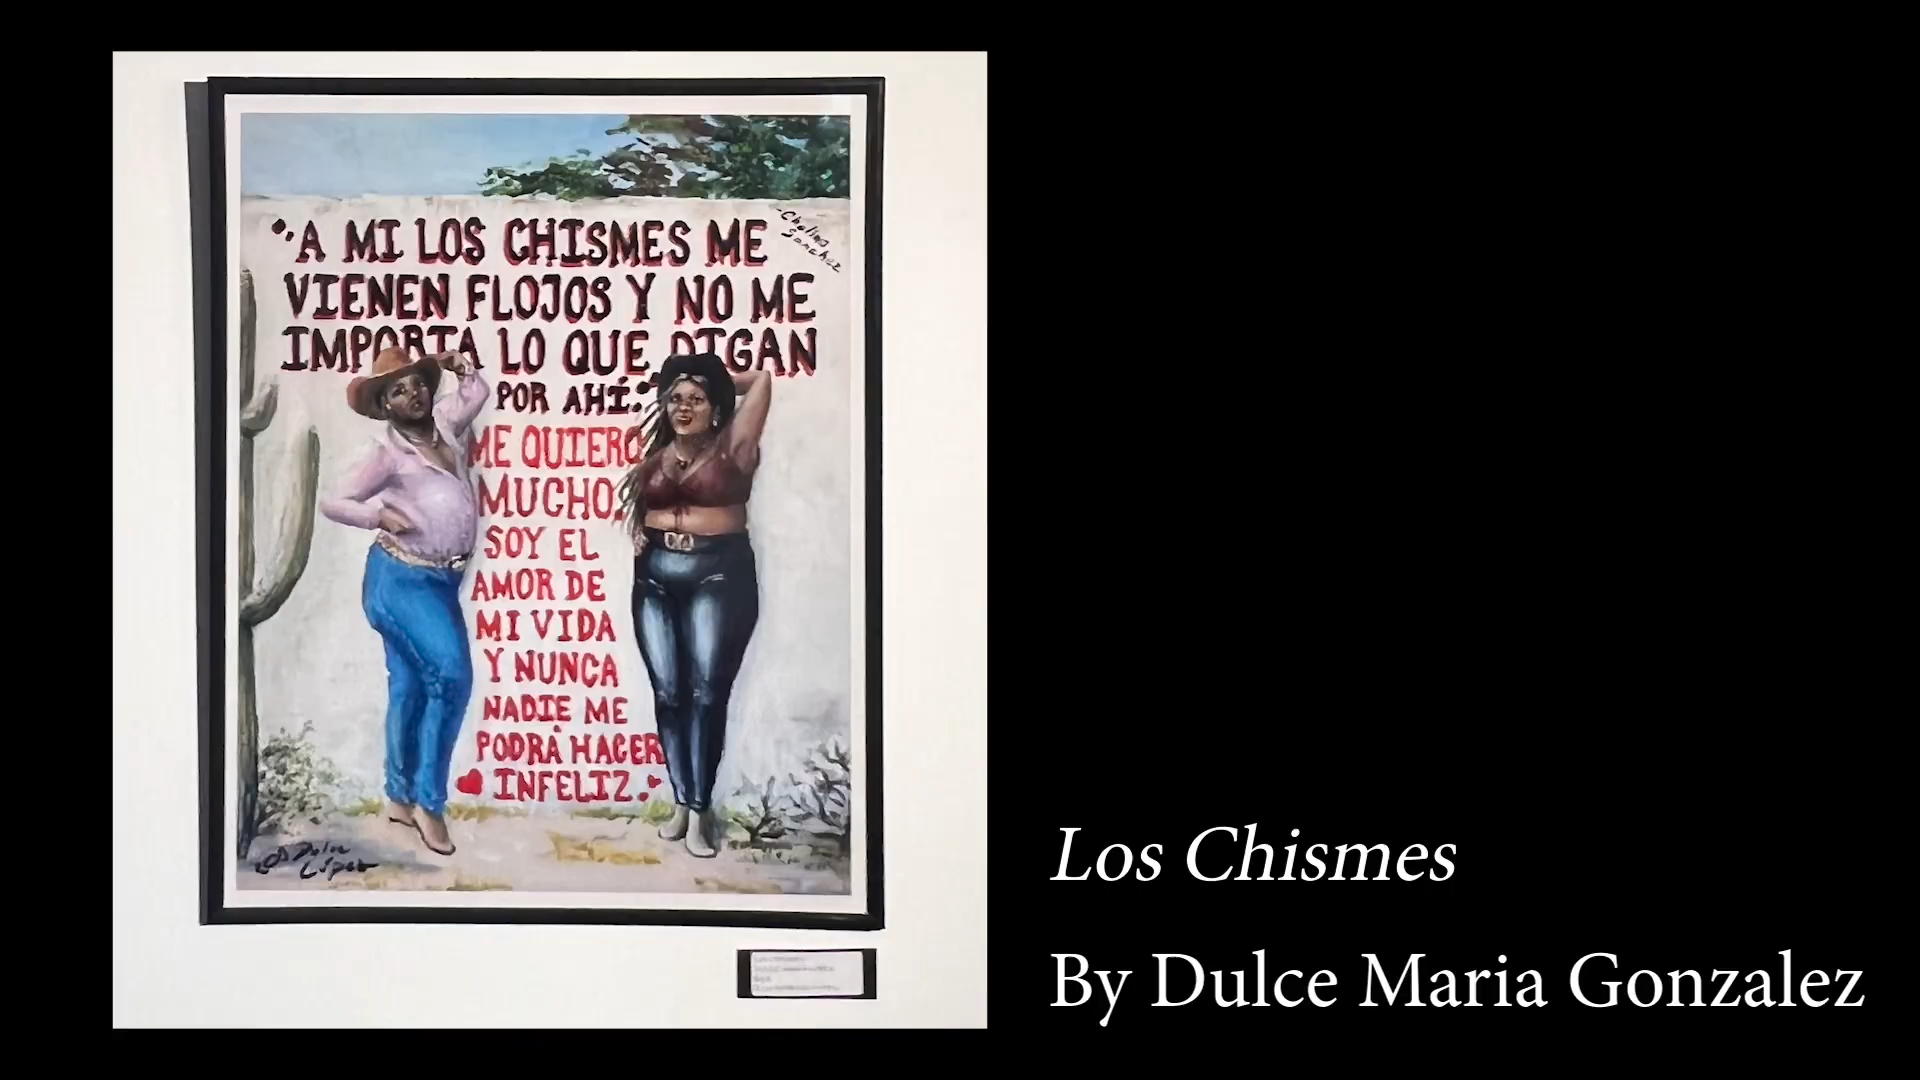 "A MI LOS CHISMES ME
VIENEN FLOJOS Y NO ME
IMPORTA LO QUE DIGAN
POR AHÍ."
-Chalino
Sanchez
ME QUIERO
MUCHO,
SOY EL
AMOR DE
MI VIDA
Y NUNCA
NADIE ME
PODRÁ HACER
INFELIZ.
Dulce
López
Los Chismes
By Dulce Maria Gonzalez